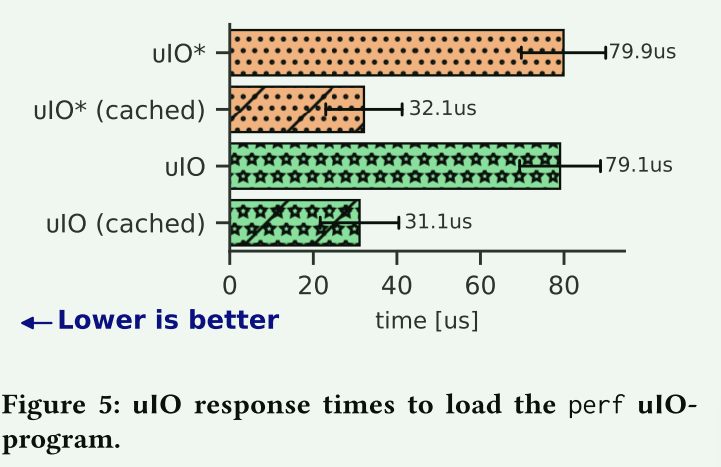 uIO*
79.9us
uIO* (cached)
32.1us
uIO
79.1us
uIO (cached)
31.1us
0 20 40 60 80
Lower is better
time [us]
Figure 5: uIO response times to load the perf uIO-
program.